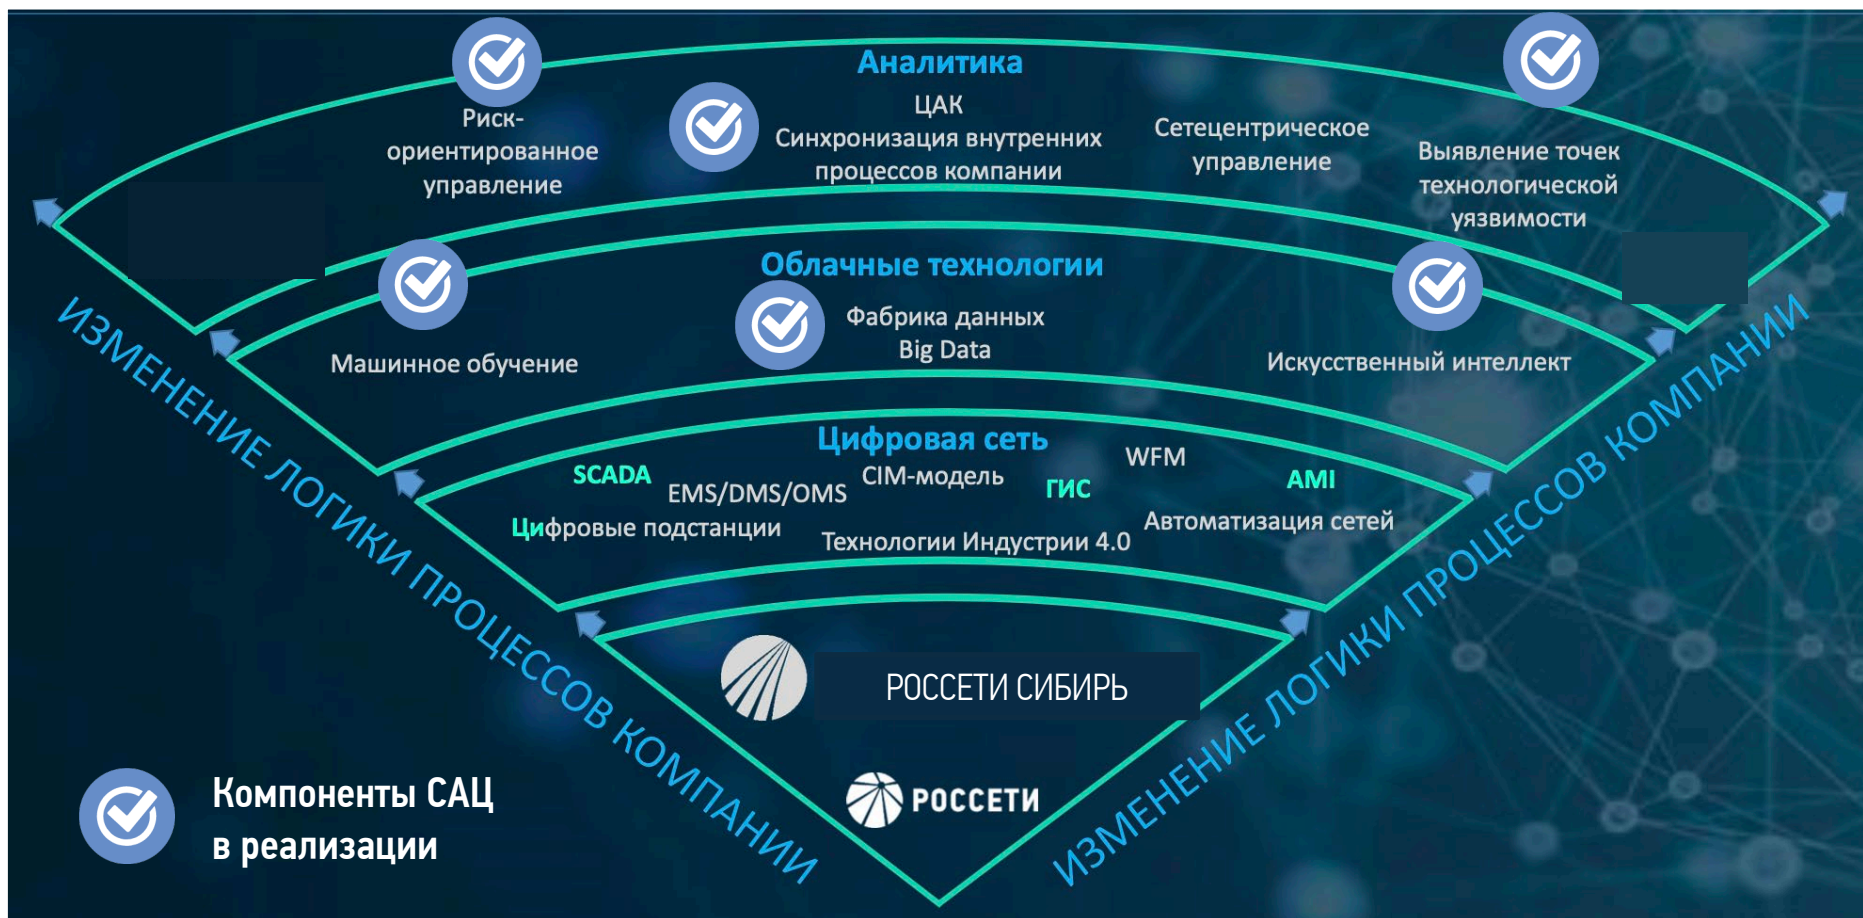 Аналитика
Риск-
ориентированное
управление
ЦАК
Синхронизация внутренних
процессов компании
Сетецентрическое
управление
Выявление точек
технологической
уязвимости
Облачные технологии
Машинное обучение
Фабрика данных
Big Data
Искусственный интеллект
Цифровая сеть
SCADA
EMS/DMS/OMS
CIM-модель
ГИС
WFM
AMI
Цифровые подстанции
Технологии Индустрии 4.0
Автоматизация сетей
ИЗМЕНЕНИЕ ЛОГИКИ ПРОЦЕССОВ КОМПАНИИ
ИЗМЕНЕНИЕ ЛОГИКИ ПРОЦЕССОВ КОМПАНИИ
РОССЕТИ СИБИРЬ
РОССЕТИ
Компоненты САЦ
в реализации